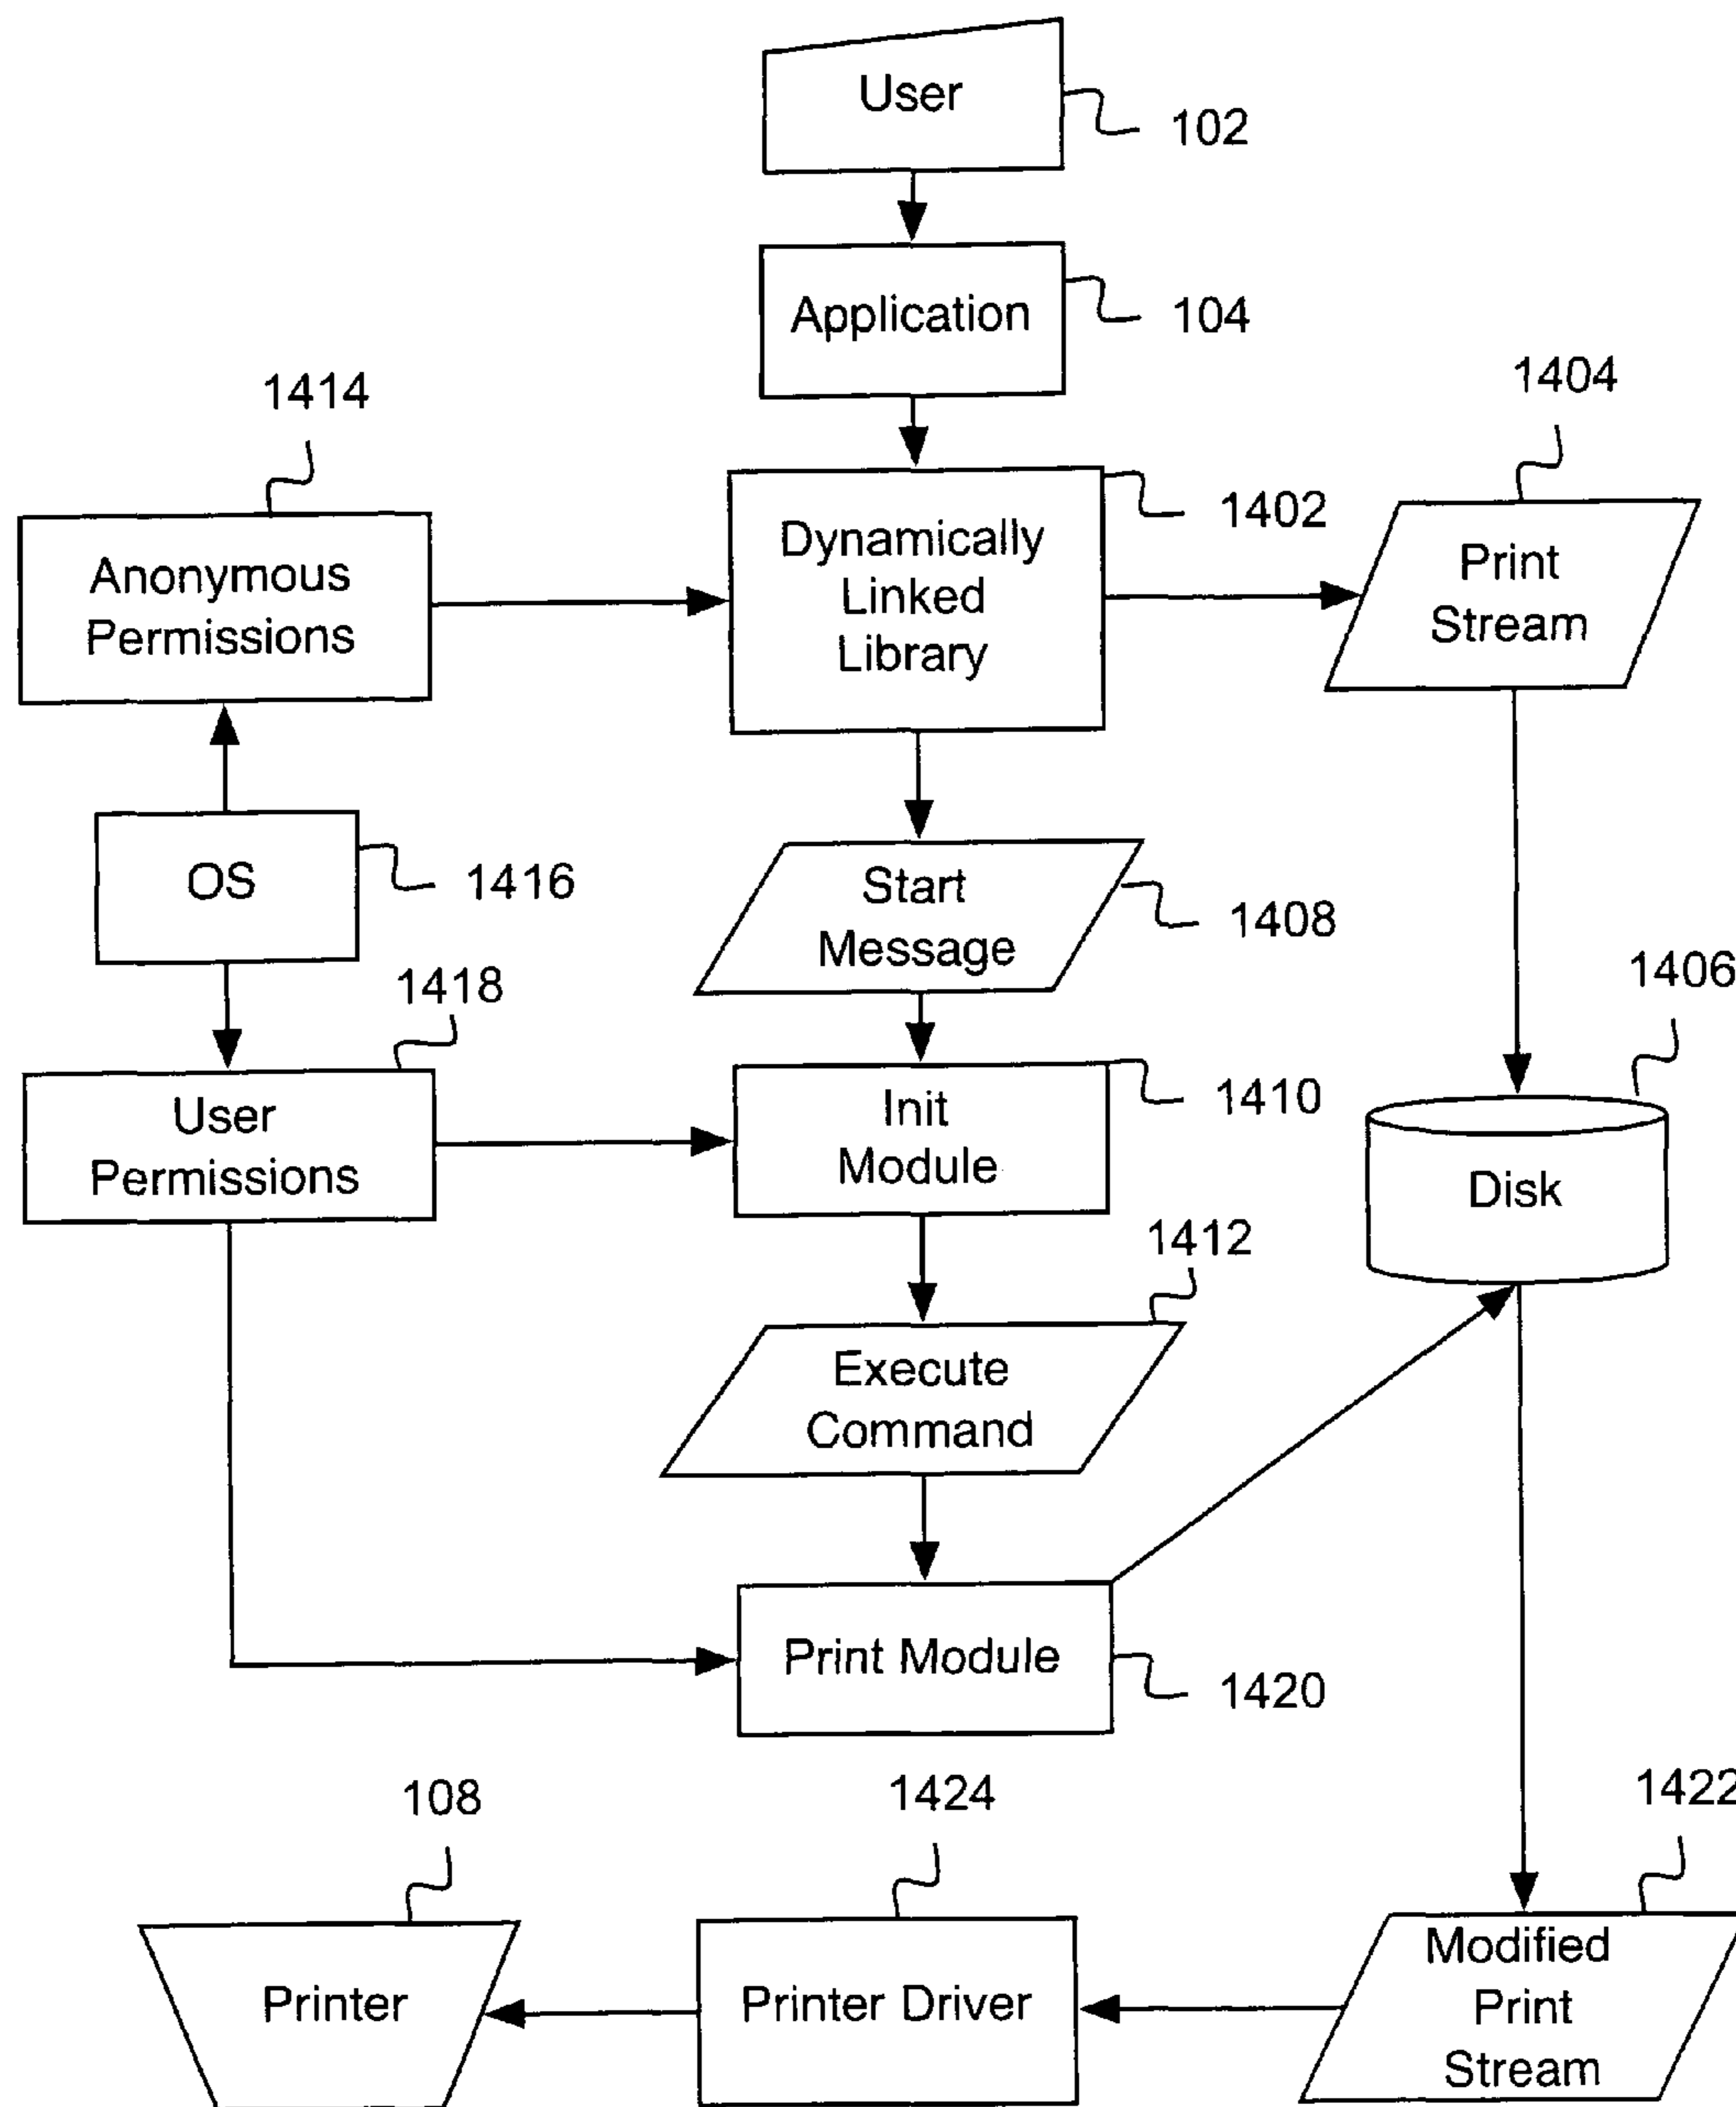 User
102
Application
104
1414
1404
Anonymous
Permissions
Dynamically
Linked
Library
1402
Print
Stream
OS
1416
Start
Message
1408
1418
1406
User
Permissions
Init
Module
1410
Disk
1412
Execute
Command
Print Module
1420
108
1424
1422
Printer
Printer Driver
Modified
Print
Stream